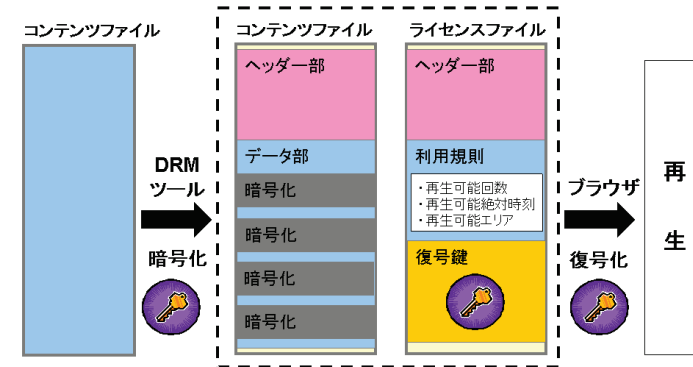 コンテンツファイル
DRM
ツール
暗号化
コンテンツファイル
ヘッダー部
データ部
暗号化
暗号化
暗号化
暗号化
ライセンスファイル
ヘッダー部
利用規則
・再生可能回数
・再生可能絶対時刻
・再生可能エリア
復号鍵
ブラウザ
復号化
再
生